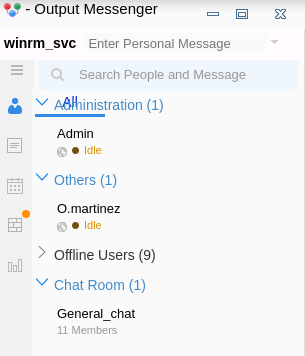 - Output Messenger
winrm_svc Enter Personal Message
Search People and Message
All
Administration (1)
Admin
Idle
Others (1)
O.martinez
Idle
Offline Users (9)
Chat Room (1)
General_chat
11 Members